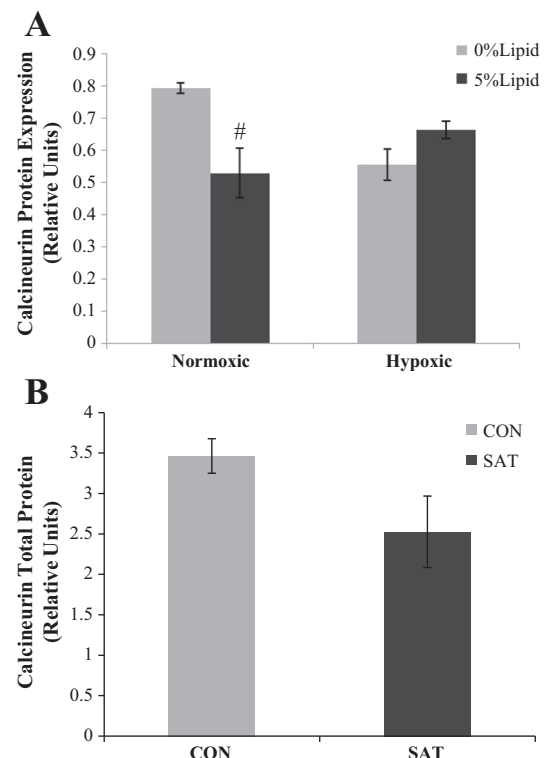 A
Calcineurin Protein Expression
(Relative Units)
0.9
0.8
0.7
0.6
0.5
0.4
0.3
0.2
0.1
0
#
0%Lipid
5%Lipid
Normoxic Hypoxic
B
Calcineurin Total Protein
(Relative Units)
4
3.5
3
2.5
2
1.5
1
0.5
0
CON
SAT
CON SAT